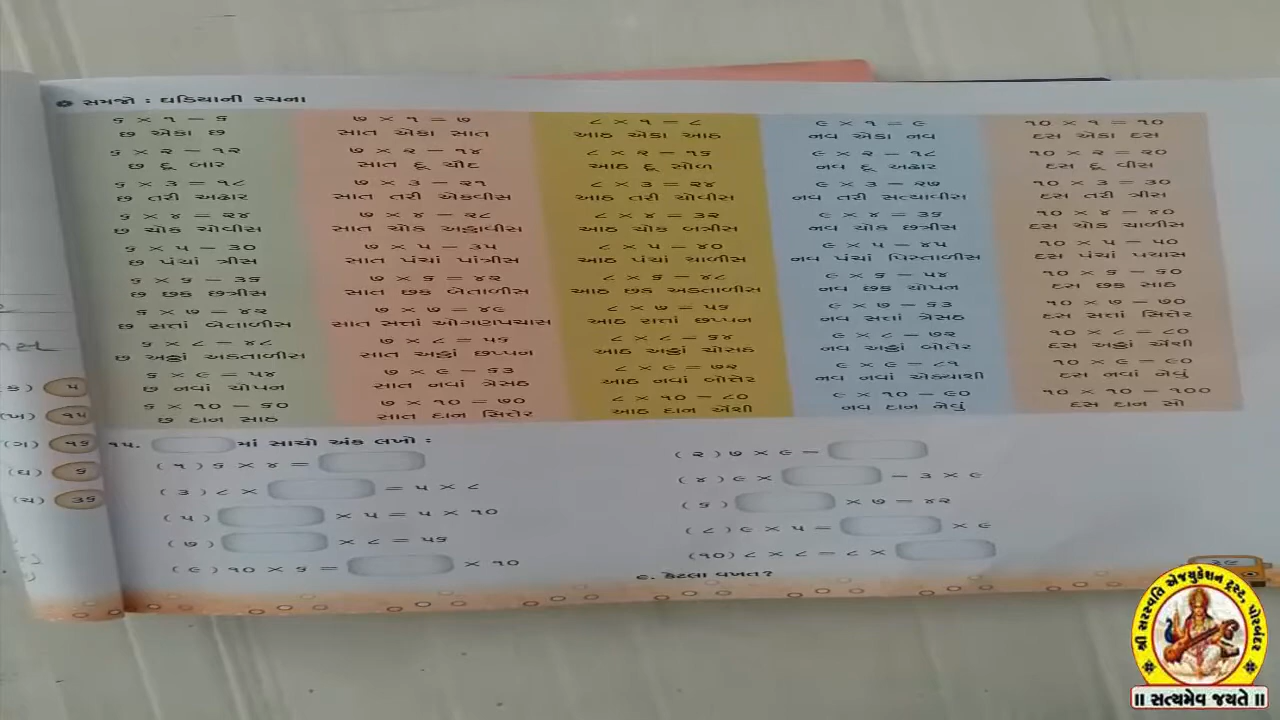 સમજો : ઘડિયાની રચના
૬ × ૧ = ૬
છ એકા છ
૬ × ૨ = ૧૨
છ દૂ બાર
૬ × ૩ = ૧૮
છ તરી અઢાર
૬ × ૪ = ૨૪
છ ચોક ચોવીસ
૬ × ૫ = ૩૦
છ પંચાં ત્રીસ
૬ × ૬ = ૩૬
છ છક છત્રીસ
૬ × ૭ = ૪૨
છ સત્તાં બેતાળીસ
૬ × ૮ = ૪૮
છ અઠ્ઠાં અડતાળીસ
૬ × ૯ = ૫૪
છ નવાં ચોપન
૬ × ૧૦ = ૬૦
છ દાન સાઠ
૭ × ૧ = ૭
સાત એકા સાત
૭ × ૨ = ૧૪
સાત દૂ ચૌદ
૭ × ૩ = ૨૧
સાત તરી એકવીસ
૭ × ૪ = ૨૮
સાત ચોક અઠ્ઠાવીસ
૭ × ૫ = ૩૫
સાત પંચાં પાંત્રીસ
૭ × ૬ = ૪૨
સાત છક બેતાળીસ
૭ × ૭ = ૪૯
સાત સત્તાં ઓગણપચાસ
૭ × ૮ = ૫૬
સાત અઠ્ઠાં છપ્પન
૭ × ૯ = ૬૩
સાત નવાં ત્રેસઠ
૭ × ૧૦ = ૭૦
સાત દાન સિત્તેર
૮ × ૧ = ૮
આઠ એકા આઠ
૮ × ૨ = ૧૬
આઠ દૂ સોળ
૮ × ૩ = ૨૪
આઠ તરી ચોવીસ
૮ × ૪ = ૩૨
આઠ ચોક બત્રીસ
૮ × ૫ = ૪૦
આઠ પંચાં ચાળીસ
૮ × ૬ = ૪૮
આઠ છક અડતાળીસ
૮ × ૭ = ૫૬
આઠ સત્તાં છપ્પન
૮ × ૮ = ૬૪
આઠ અઠ્ઠાં ચોસઠ
૮ × ૯ = ૭૨
આઠ નવાં બોત્તેર
૮ × ૧૦ = ૮૦
આઠ દાન એંશી
૯ × ૧ = ૯
નવ એકા નવ
૯ × ૨ = ૧૮
નવ દૂ અઢાર
૯ × ૩ = ૨૭
નવ તરી સત્યાવીસ
૯ × ૪ = ૩૬
નવ ચોક છત્રીસ
૯ × ૫ = ૪૫
નવ પંચાં પિસ્તાળીસ
૯ × ૬ = ૫૪
નવ છક ચોપન
૯ × ૭ = ૬૩
નવ સત્તાં ત્રેસઠ
૯ × ૮ = ૭૨
નવ અઠ્ઠાં બોતેર
૯ × ૯ = ૮૧
નવ નવાં એક્યાશી
૯ × ૧૦ = ૯૦
નવ દાન નેવું
૧૦ × ૧ = ૧૦
દસ એકા દસ
૧૦ × ૨ = ૨૦
દસ દૂ વીસ
૧૦ × ૩ = ૩૦
દસ તરી ત્રીસ
૧૦ × ૪ = ૪૦
દસ ચોક ચાળીસ
૧૦ × ૫ = ૫૦
દસ પંચાં પચાસ
૧૦ × ૬ = ૬૦
દસ છક સાઠ
૧૦ × ૭ = ૭૦
દસ સત્તાં સિત્તેર
૧૦ × ૮ = ૮૦
દસ અઠ્ઠાં એંશી
૧૦ × ૯ = ૯૦
દસ નવાં નેવું
૧૦ × ૧૦ = ૧૦૦
દસ દાન સો
૫
(ખ) ૧૫
(ગ) ૧૬
(ઘ) ૬
(ચ) ૩૬
૧૫. માં સાચો અંક લખો :
(૧) ૬ × ૪ =
(૨) ૭ × ૯ =
(૩) ૮ × = ૫ × ૮
(૪) ૯ × = ૩ × ૯
(૫) × ૫ = ૫ × ૧૦
(૬) × ૭ = ૪૨
(૭) × ૮ = ૫૬
(૮) ૯ × ૫ = × ૯
(૯) ૧૦ × ૬ = × ૧૦
(૧૦) ૮ × ૮ = ૮ ×
૯. કેટલા વખત?
શ્રી સરસ્વતિ એજયુકેશન ટ્રસ્ટ, પોરબંદર
|| સત્યમેવ જયતે ||